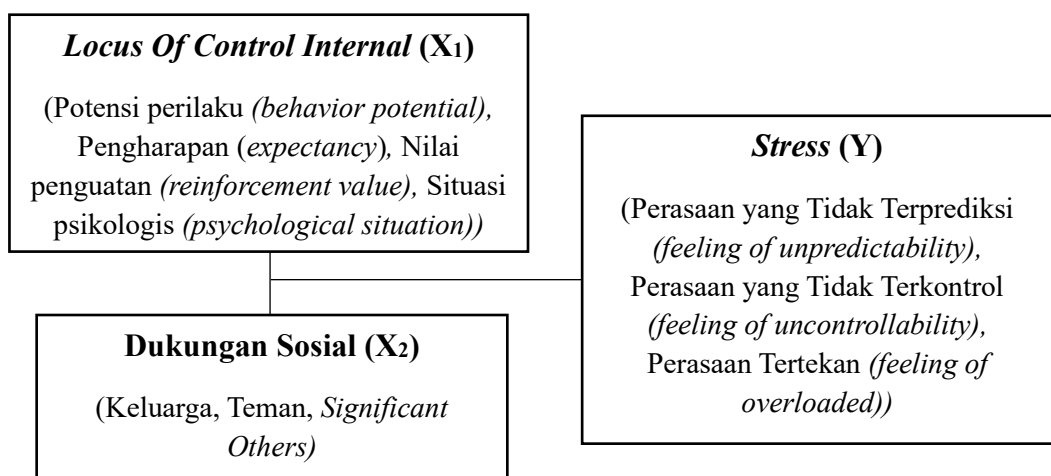 Locus Of Control Internal (X₁)
(Potensi perilaku (behavior potential),
Pengharapan (expectancy), Nilai
penguatan (reinforcement value), Situasi
psikologis (psychological situation))
Dukungan Sosial (X₂)
(Keluarga, Teman, Significant
Others)
Stress (Y)
(Perasaan yang Tidak Terprediksi
(feeling of unpredictability),
Perasaan yang Tidak Terkontrol
(feeling of uncontrollability),
Perasaan Tertekan (feeling of
overloaded))